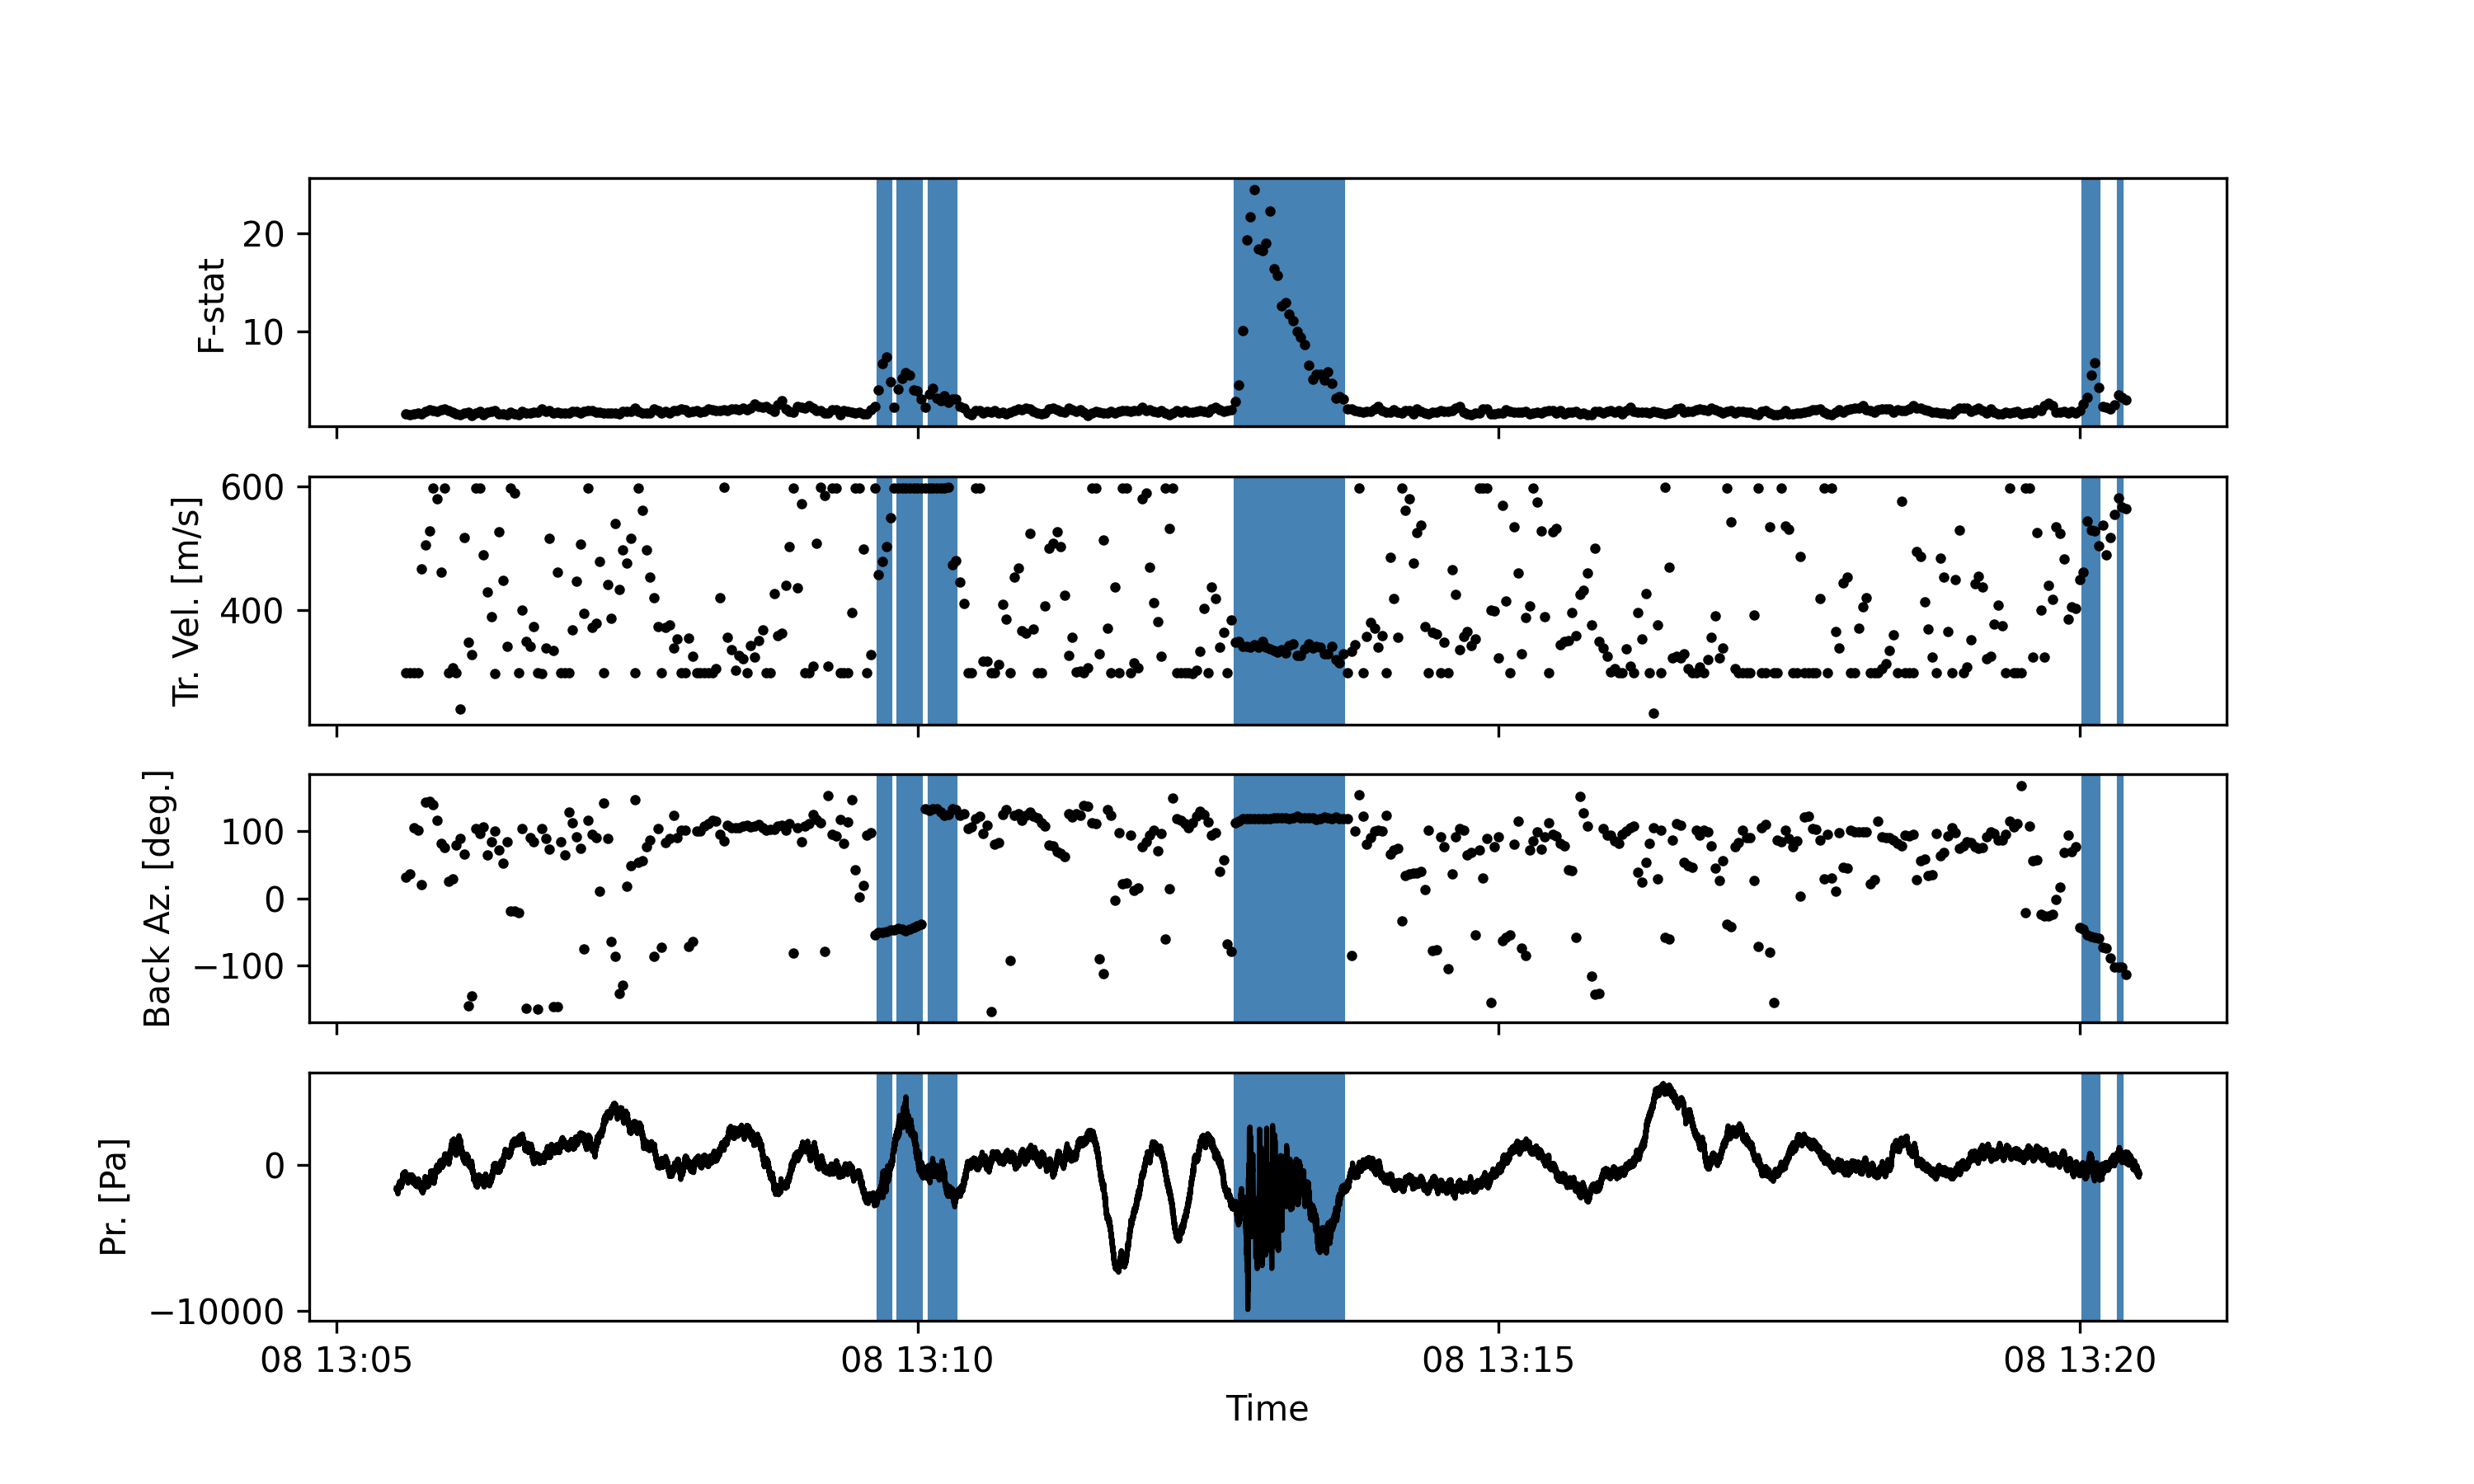 F-stat
20
10
Tr. Vel. [m/s]
600
400
Back Az. [deg.]
100
0
−100
Pr. [Pa]
0
−10000
08 13:05
08 13:10
08 13:15
08 13:20
Time